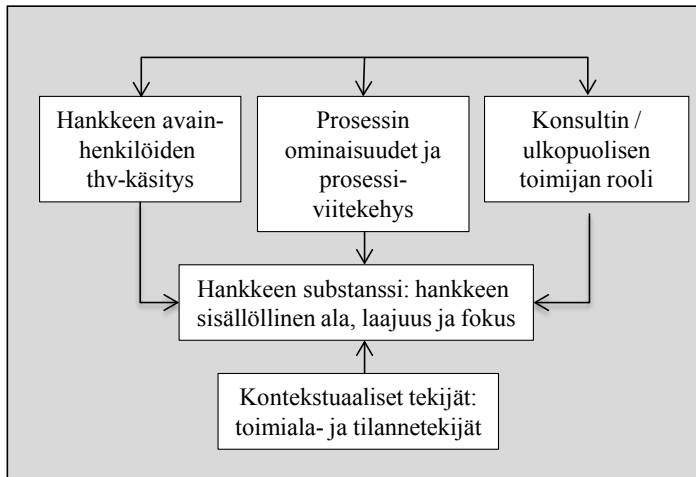 Hankkeen avain-
henkilöiden
thv-käsitys
Prosessin
ominaisuudet ja
prosessi-
viitekehys
Konsultin /
ulkopuolisen
toimijan rooli
Hankkeen substanssi: hankkeen
sisällöllinen ala, laajuus ja fokus
Kontekstuaaliset tekijät:
toimiala- ja tilannetekijät